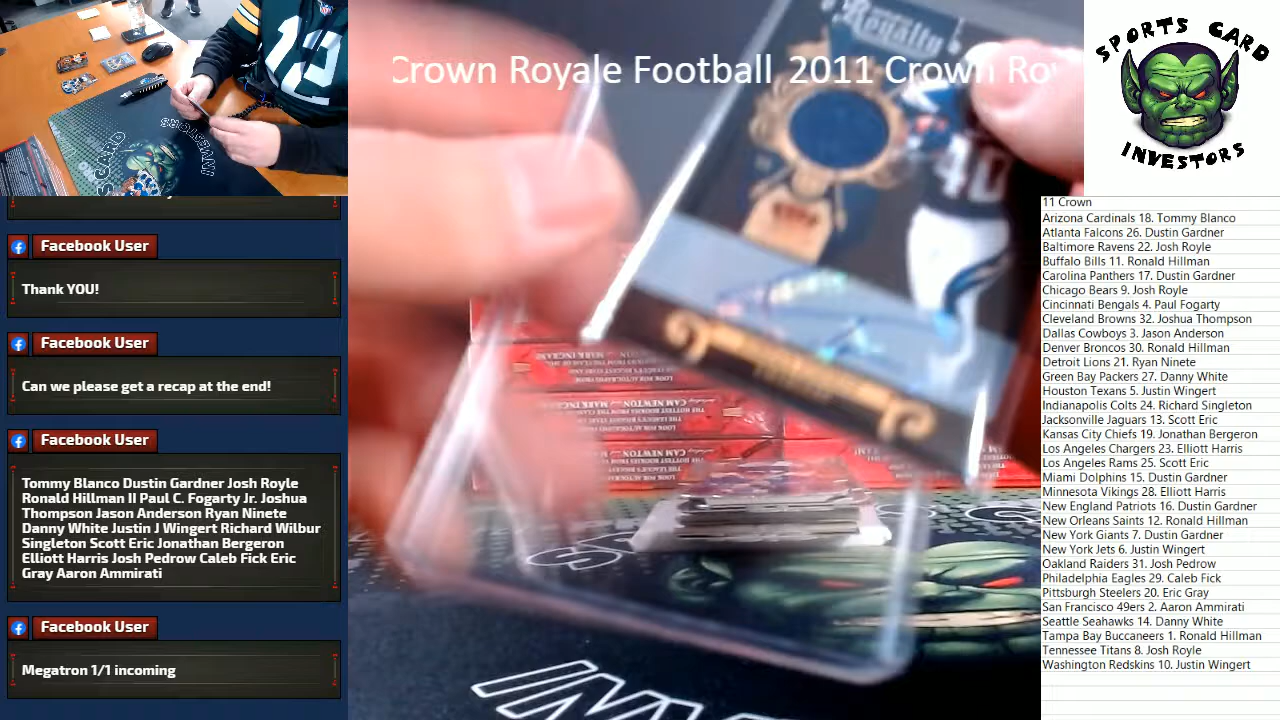 Crown Royale Football 2011 Crown Ro
Royalty
40
12
SPORTS CARD
INVESTORS
Facebook User
Thank YOU!
Facebook User
Can we please get a recap at the end!
Facebook User
Tommy Blanco Dustin Gardner Josh Royle
Ronald Hillman II Paul C. Fogarty Jr. Joshua
Thompson Jason Anderson Ryan Ninete
Danny White Justin J Wingert Richard Wilbur
Singleton Scott Eric Jonathan Bergeron
Elliott Harris Josh Pedrow Caleb Fick Eric
Gray Aaron Ammirati
Facebook User
Megatron 1/1 incoming
CAM NEWTON
MARK INGRAM
CAM NEWTON
11 Crown
Arizona Cardinals 18. Tommy Blanco
Atlanta Falcons 26. Dustin Gardner
Baltimore Ravens 22. Josh Royle
Buffalo Bills 11. Ronald Hillman
Carolina Panthers 17. Dustin Gardner
Chicago Bears 9. Josh Royle
Cincinnati Bengals 4. Paul Fogarty
Cleveland Browns 32. Joshua Thompson
Dallas Cowboys 3. Jason Anderson
Denver Broncos 30. Ronald Hillman
Detroit Lions 21. Ryan Ninete
Green Bay Packers 27. Danny White
Houston Texans 5. Justin Wingert
Indianapolis Colts 24. Richard Singleton
Jacksonville Jaguars 13. Scott Eric
Kansas City Chiefs 19. Jonathan Bergeron
Los Angeles Chargers 23. Elliott Harris
Los Angeles Rams 25. Scott Eric
Miami Dolphins 15. Dustin Gardner
Minnesota Vikings 28. Elliott Harris
New England Patriots 16. Dustin Gardner
New Orleans Saints 12. Ronald Hillman
New York Giants 7. Dustin Gardner
New York Jets 6. Justin Wingert
Oakland Raiders 31. Josh Pedrow
Philadelphia Eagles 29. Caleb Fick
Pittsburgh Steelers 20. Eric Gray
San Francisco 49ers 2. Aaron Ammirati
Seattle Seahawks 14. Danny White
Tampa Bay Buccaneers 1. Ronald Hillman
Tennessee Titans 8. Josh Royle
Washington Redskins 10. Justin Wingert